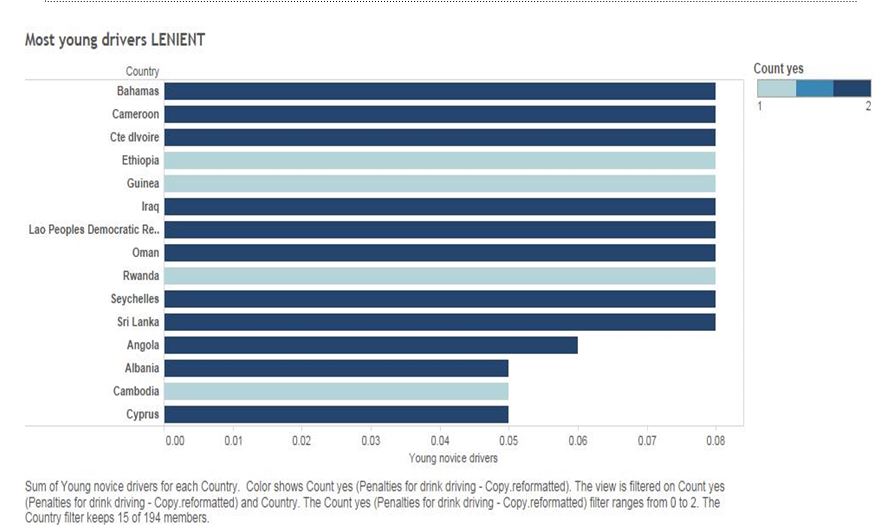 Most young drivers LENIENT
Country
Count yes
1 2
Bahamas
Cameroon
Cte dIvoire
Ethiopia
Guinea
Iraq
Lao Peoples Democratic Re..
Oman
Rwanda
Seychelles
Sri Lanka
Angola
Albania
Cambodia
Cyprus
0.00 0.01 0.02 0.03 0.04 0.05 0.06 0.07 0.08
Young novice drivers
Sum of Young novice drivers for each Country. Color shows Count yes (Penalties for drink driving - Copy.reformatted). The view is filtered on Count yes
(Penalties for drink driving - Copy.reformatted) and Country. The Count yes (Penalties for drink driving - Copy.reformatted) filter ranges from 0 to 2. The
Country filter keeps 15 of 194 members.